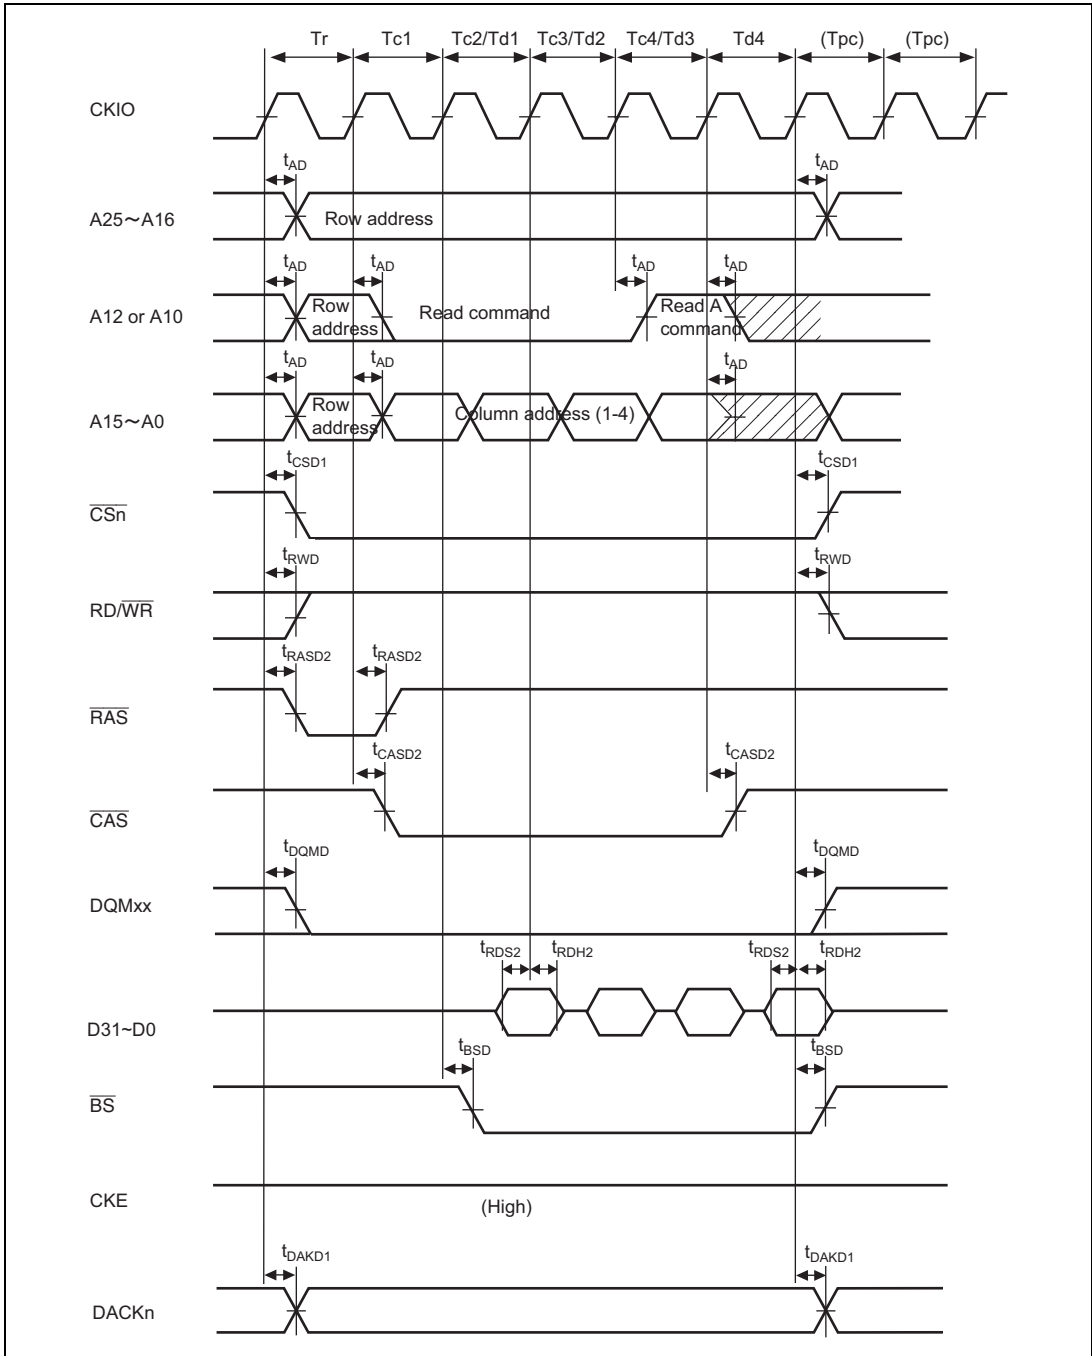 Tr Tc1 Tc2/Td1 Tc3/Td2 Tc4/Td3 Td4 (Tpc) (Tpc)
CKIO
tAD tAD
A25～A16 Row address
tAD tAD tAD tAD
A12 or A10 Row address Read command Read A command
tAD tAD tAD
A15～A0 Row address Column address (1-4)
tCSD1 tCSD1
CSn
tRWD tRWD
RD/WR
tRASD2 tRASD2
RAS
tCASD2 tCASD2
CAS
tDQMD tDQMD
DQMxx
tRDS2 tRDH2 tRDS2 tRDH2
D31~D0
tBSD tBSD
BS
CKE
(High)
tDAKD1 tDAKD1
DACKn